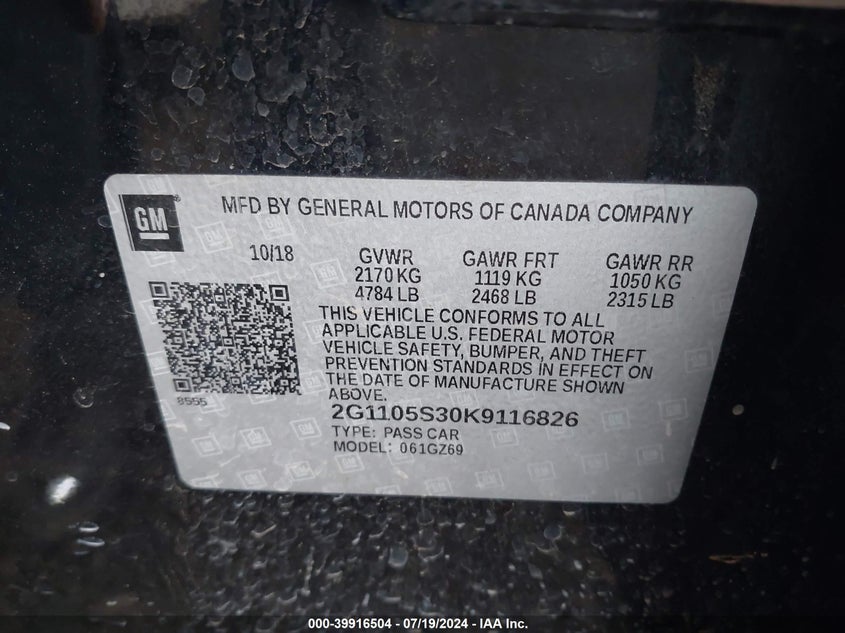 GM
MFD BY GENERAL MOTORS OF CANADA COMPANY
10/18
GVWR
2170 KG
4784 LB
GAWR FRT
1119 KG
2468 LB
GAWR RR
1050 KG
2315 LB
THIS VEHICLE CONFORMS TO ALL
APPLICABLE U.S. FEDERAL MOTOR
VEHICLE SAFETY, BUMPER, AND THEFT
PREVENTION STANDARDS IN EFFECT ON
THE DATE OF MANUFACTURE SHOWN
ABOVE.
8555
2G1105S30K9116826
TYPE: PASS CAR
MODEL: 061GZ69
000-39916504 - 07/19/2024 - IAA Inc.